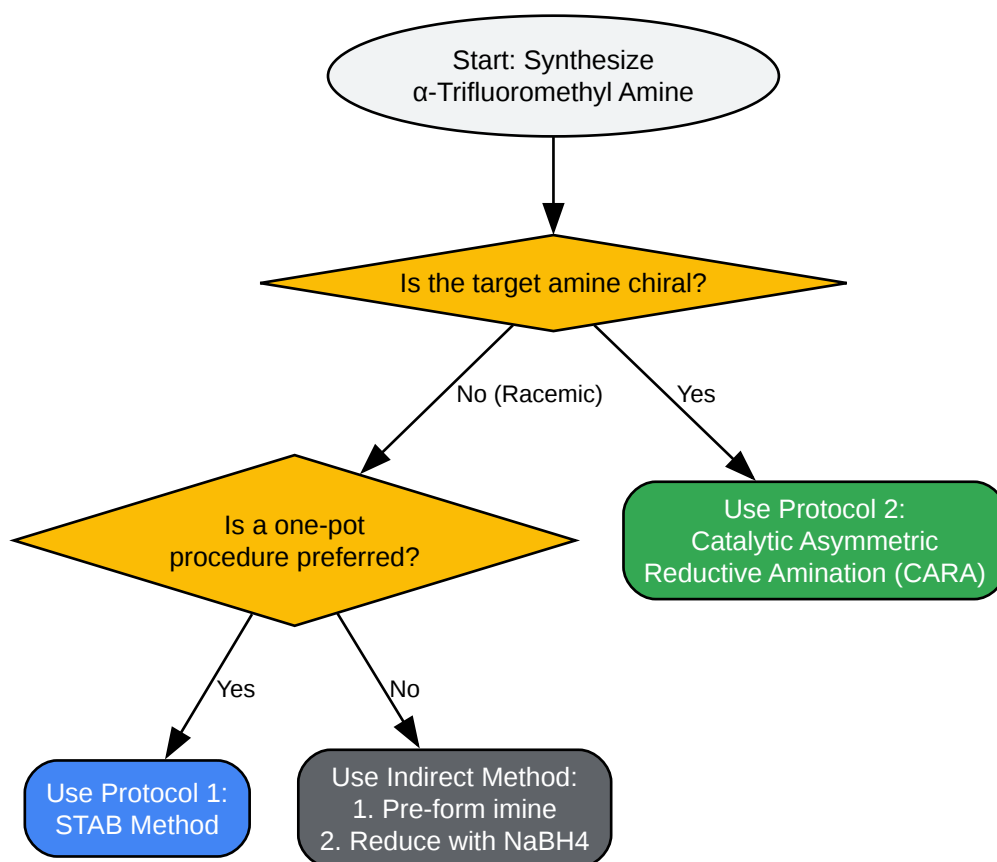 Start: Synthesize
α-Trifluoromethyl Amine
Is the target amine chiral?
No (Racemic)
Yes
Is a one-pot
procedure preferred?
Use Protocol 2:
Catalytic Asymmetric
Reductive Amination (CARA)
Yes
No
Use Protocol 1:
STAB Method
Use Indirect Method:
1. Pre-form imine
2. Reduce with NaBH4